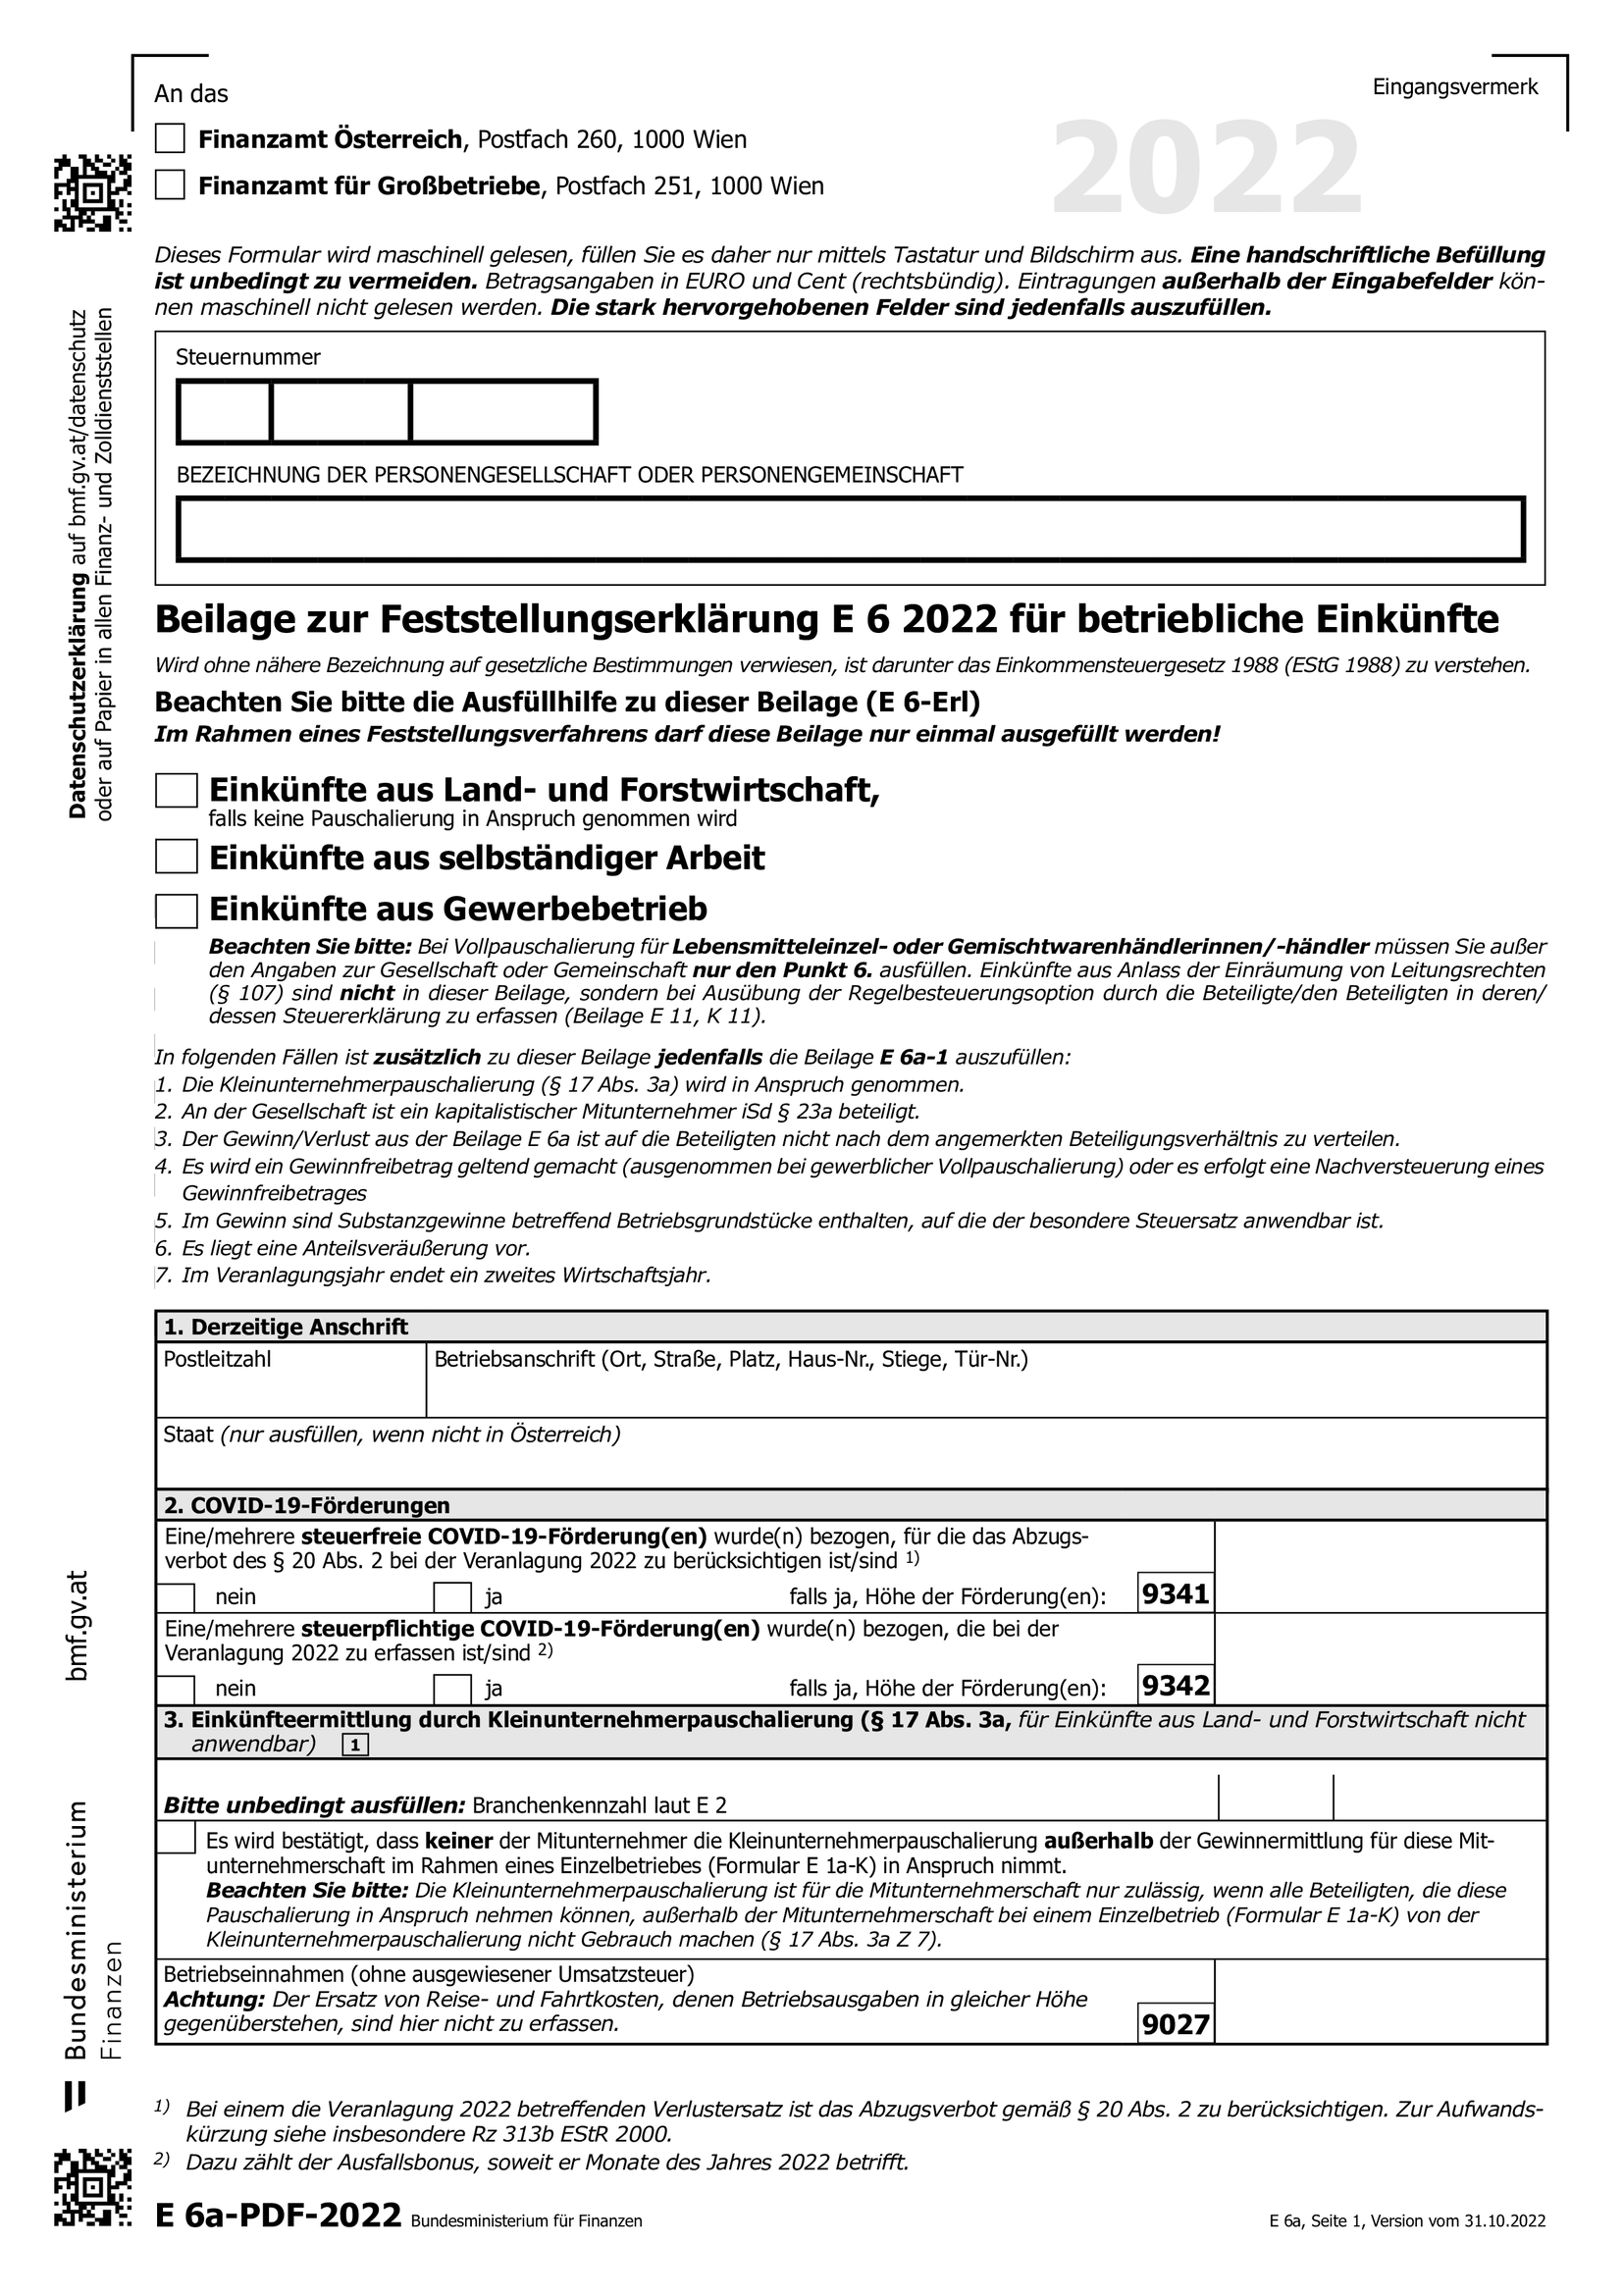 An das
Eingangsvermerk
Finanzamt Österreich, Postfach 260, 1000 Wien
Finanzamt für Großbetriebe, Postfach 251, 1000 Wien
2022
Dieses Formular wird maschinell gelesen, füllen Sie es daher nur mittels Tastatur und Bildschirm aus. Eine handschriftliche Befüllung
ist unbedingt zu vermeiden. Betragsangaben in EURO und Cent (rechtsbündig). Eintragungen außerhalb der Eingabefelder kön-
nen maschinell nicht gelesen werden. Die stark hervorgehobenen Felder sind jedenfalls auszufüllen.
Steuernummer
BEZEICHNUNG DER PERSONENGESELLSCHAFT ODER PERSONENGEMEINSCHAFT
Beilage zur Feststellungserklärung E 6 2022 für betriebliche Einkünfte
Wird ohne nähere Bezeichnung auf gesetzliche Bestimmungen verwiesen, ist darunter das Einkommensteuergesetz 1988 (EStG 1988) zu verstehen.
Beachten Sie bitte die Ausfüllhilfe zu dieser Beilage (E 6-Erl)
Im Rahmen eines Feststellungsverfahrens darf diese Beilage nur einmal ausgefüllt werden!
Einkünfte aus Land- und Forstwirtschaft,
falls keine Pauschalierung in Anspruch genommen wird
Einkünfte aus selbständiger Arbeit
Einkünfte aus Gewerbebetrieb
Beachten Sie bitte: Bei Vollpauschalierung für Lebensmitteleinzel- oder Gemischtwarenhändlerinnen/-händler müssen Sie außer
den Angaben zur Gesellschaft oder Gemeinschaft nur den Punkt 6. ausfüllen. Einkünfte aus Anlass der Einräumung von Leitungsrechten
(§ 107) sind nicht in dieser Beilage, sondern bei Ausübung der Regelbesteuerungsoption durch die Beteiligte/den Beteiligten in deren/
dessen Steuererklärung zu erfassen (Beilage E 11, K 11).
In folgenden Fällen ist zusätzlich zu dieser Beilage jedenfalls die Beilage E 6a-1 auszufüllen:
1. Die Kleinunternehmerpauschalierung (§ 17 Abs. 3a) wird in Anspruch genommen.
2. An der Gesellschaft ist ein kapitalistischer Mitunternehmer iSd § 23a beteiligt.
3. Der Gewinn/Verlust aus der Beilage E 6a ist auf die Beteiligten nicht nach dem angemerkten Beteiligungsverhältnis zu verteilen.
4. Es wird ein Gewinnfreibetrag geltend gemacht (ausgenommen bei gewerblicher Vollpauschalierung) oder es erfolgt eine Nachversteuerung eines
Gewinnfreibetrages
5. Im Gewinn sind Substanzgewinne betreffend Betriebsgrundstücke enthalten, auf die der besondere Steuersatz anwendbar ist.
6. Es liegt eine Anteilsveräußerung vor.
7. Im Veranlagungsjahr endet ein zweites Wirtschaftsjahr.
1. Derzeitige Anschrift
Postleitzahl
Betriebsanschrift (Ort, Straße, Platz, Haus-Nr., Stiege, Tür-Nr.)
Staat (nur ausfüllen, wenn nicht in Österreich)
2. COVID-19-Förderungen
Eine/mehrere steuerfreie COVID-19-Förderung(en) wurde(n) bezogen, für die das Abzugs-
verbot des § 20 Abs. 2 bei der Veranlagung 2022 zu berücksichtigen ist/sind 1)
nein ja falls ja, Höhe der Förderung(en): 9341
Eine/mehrere steuerpflichtige COVID-19-Förderung(en) wurde(n) bezogen, die bei der
Veranlagung 2022 zu erfassen ist/sind 2)
nein ja falls ja, Höhe der Förderung(en): 9342
3. Einkünfteermittlung durch Kleinunternehmerpauschalierung (§ 17 Abs. 3a, für Einkünfte aus Land- und Forstwirtschaft nicht
anwendbar) 1
Bitte unbedingt ausfüllen: Branchenkennzahl laut E 2
Es wird bestätigt, dass keiner der Mitunternehmer die Kleinunternehmerpauschalierung außerhalb der Gewinnermittlung für diese Mit-
unternehmerschaft im Rahmen eines Einzelbetriebes (Formular E 1a-K) in Anspruch nimmt.
Beachten Sie bitte: Die Kleinunternehmerpauschalierung ist für die Mitunternehmerschaft nur zulässig, wenn alle Beteiligten, die diese
Pauschalierung in Anspruch nehmen können, außerhalb der Mitunternehmerschaft bei einem Einzelbetrieb (Formular E 1a-K) von der
Kleinunternehmerpauschalierung nicht Gebrauch machen (§ 17 Abs. 3a Z 7).
Betriebseinnahmen (ohne ausgewiesener Umsatzsteuer)
Achtung: Der Ersatz von Reise- und Fahrtkosten, denen Betriebsausgaben in gleicher Höhe
gegenüberstehen, sind hier nicht zu erfassen.
9027
1) Bei einem die Veranlagung 2022 betreffenden Verlustersatz ist das Abzugsverbot gemäß § 20 Abs. 2 zu berücksichtigen. Zur Aufwands-
kürzung siehe insbesondere Rz 313b EStR 2000.
2) Dazu zählt der Ausfallsbonus, soweit er Monate des Jahres 2022 betrifft.
E 6a-PDF-2022 Bundesministerium für Finanzen
E 6a, Seite 1, Version vom 31.10.2022
Datenschutzerklärung auf bmf.gv.at/datenschutz
oder auf Papier in allen Finanz- und Zolldienststellen
bmf.gv.at
Bundesministerium
Finanzen